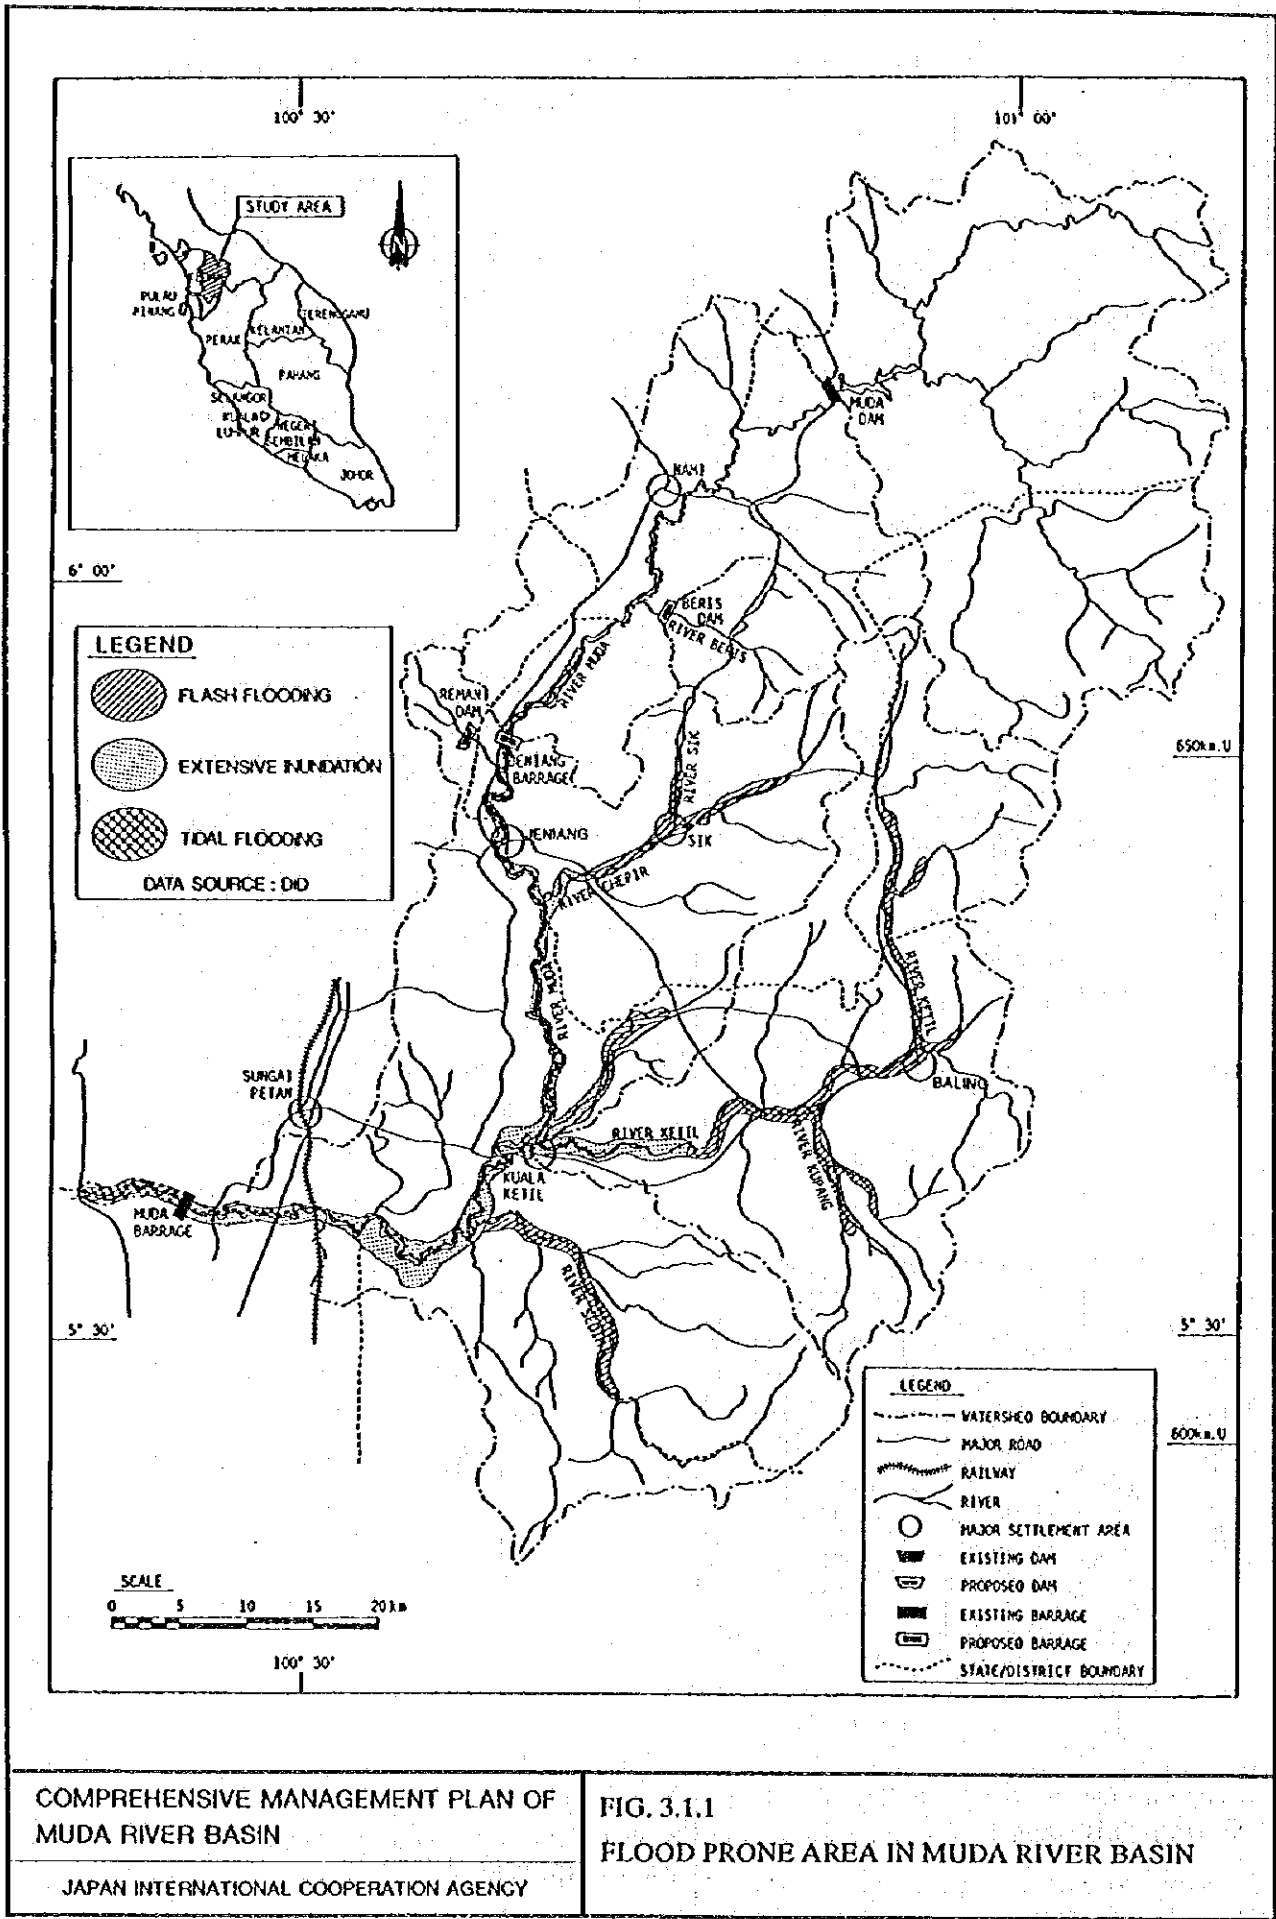 100° 30'
101° 00'
STUDY AREA
N
PULAU
PINANG
PERAK
KELANTAN
TERENGGANU
PAHANG
SELANGOR
KUALA
LUMPUR
NEGERI
SEMBILAN
MELAKA
JOHOR
MUDA
DAM
NAMI
6° 00'
BERIS
DAM
RIVER BERIS
RIVER MUDA
LEGEND
FLASH FLOODING
EXTENSIVE INUNDATION
TIDAL FLOODING
DATA SOURCE : DID
REMAN
DAM
JENIANG
BARRAGE
RIVER SIK
650km.U
JENIANG
SIK
RIVER CHEPIR
RIVER MUDA
RIVER KETIL
SUNGAI
PETANI
BALING
RIVER KETIL
RIVER KUPANG
KUALA
KETIL
MUDA
BARRAGE
RIVER SEDIM
5° 30'
5° 30'
LEGEND
WATERSHED BOUNDARY
MAJOR ROAD
RAILWAY
RIVER
MAJOR SETTLEMENT AREA
EXISTING DAM
PROPOSED DAM
EXISTING BARRAGE
PROPOSED BARRAGE
STATE/DISTRICT BOUNDARY
600km.U
SCALE
0 5 10 15 20km
100° 30'
COMPREHENSIVE MANAGEMENT PLAN OF
MUDA RIVER BASIN
JAPAN INTERNATIONAL COOPERATION AGENCY
FIG. 3.1.1
FLOOD PRONE AREA IN MUDA RIVER BASIN